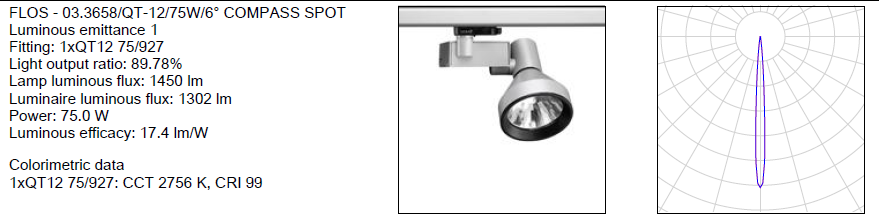 FLOS - 03.3658/QT-12/75W/6° COMPASS SPOT
Luminous emittance 1
Fitting: 1xQT12 75/927
Light output ratio: 89.78%
Lamp luminous flux: 1450 lm
Luminaire luminous flux: 1302 lm
Power: 75.0 W
Luminous efficacy: 17.4 lm/W
Colorimetric data
1xQT12 75/927: CCT 2756 K, CRI 99